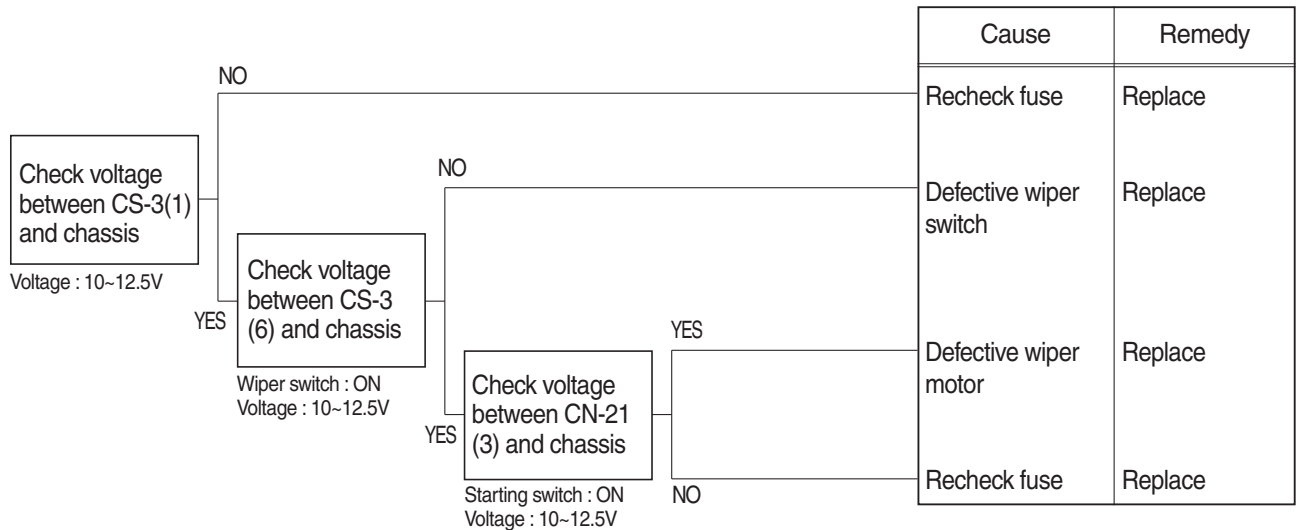 Cause
Remedy
NO
Recheck fuse
Replace
Check voltage
between CS-3(1)
and chassis
Voltage : 10~12.5V
NO
Defective wiper
switch
Replace
YES
Check voltage
between CS-3
(6) and chassis
Wiper switch : ON
Voltage : 10~12.5V
YES
Defective wiper
motor
Replace
YES
Check voltage
between CN-21
(3) and chassis
Starting switch : ON
Voltage : 10~12.5V
NO
Recheck fuse
Replace